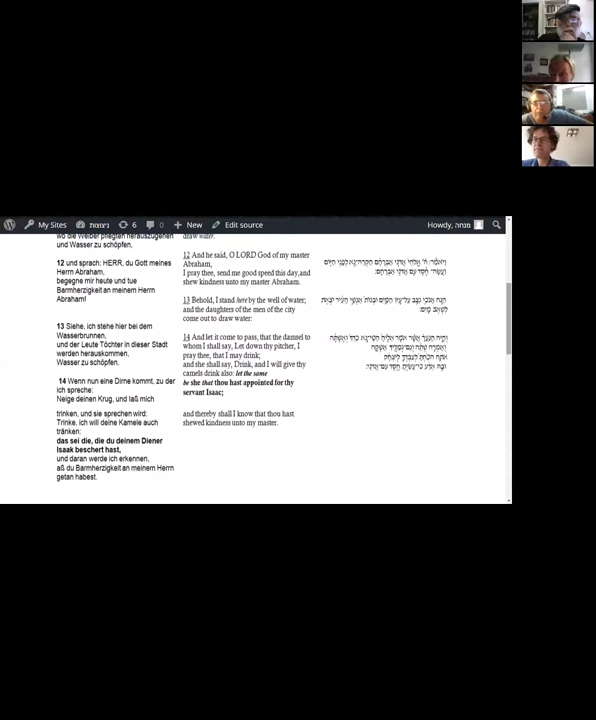 My Sites
ניצוצות
6
0
New
Edit source
Howdy, מנחה
wo die Weiber pflegten herauszugehen
und Wasser zu schöpfen,
12 und sprach: HERR, du Gott meines
Herrn Abraham,
begegne mir heute und tue
Barmherzigkeit an meinem Herrn
Abraham!
13 Siehe, ich stehe hier bei dem
Wasserbrunnen,
und der Leute Töchter in dieser Stadt
werden herauskommen,
Wasser zu schöpfen.
14 Wenn nun eine Dirne kommt, zu der
ich spreche:
Neige deinen Krug, und laß mich
trinken, und sie sprechen wird:
Trinke, ich will deine Kamele auch
tränken:
das sei die, die du deinem Diener
Isaak beschert hast,
und daran werde ich erkennen,
aß du Barmherzigkeit an meinem Herrn
getan habest.
draw water.
12 And he said, O LORD God of my master
Abraham,
I pray thee, send me good speed this day,and
shew kindness unto my master Abraham.
13 Behold, I stand here by the well of water;
and the daughters of the men of the city
come out to draw water:
14 And let it come to pass, that the damsel to
whom I shall say, Let down thy pitcher, I
pray thee, that I may drink;
and she shall say, Drink, and I will give thy
camels drink also: let the same
be she that thou hast appointed for thy
servant Isaac;
and thereby shall I know that thou hast
shewed kindness unto my master.